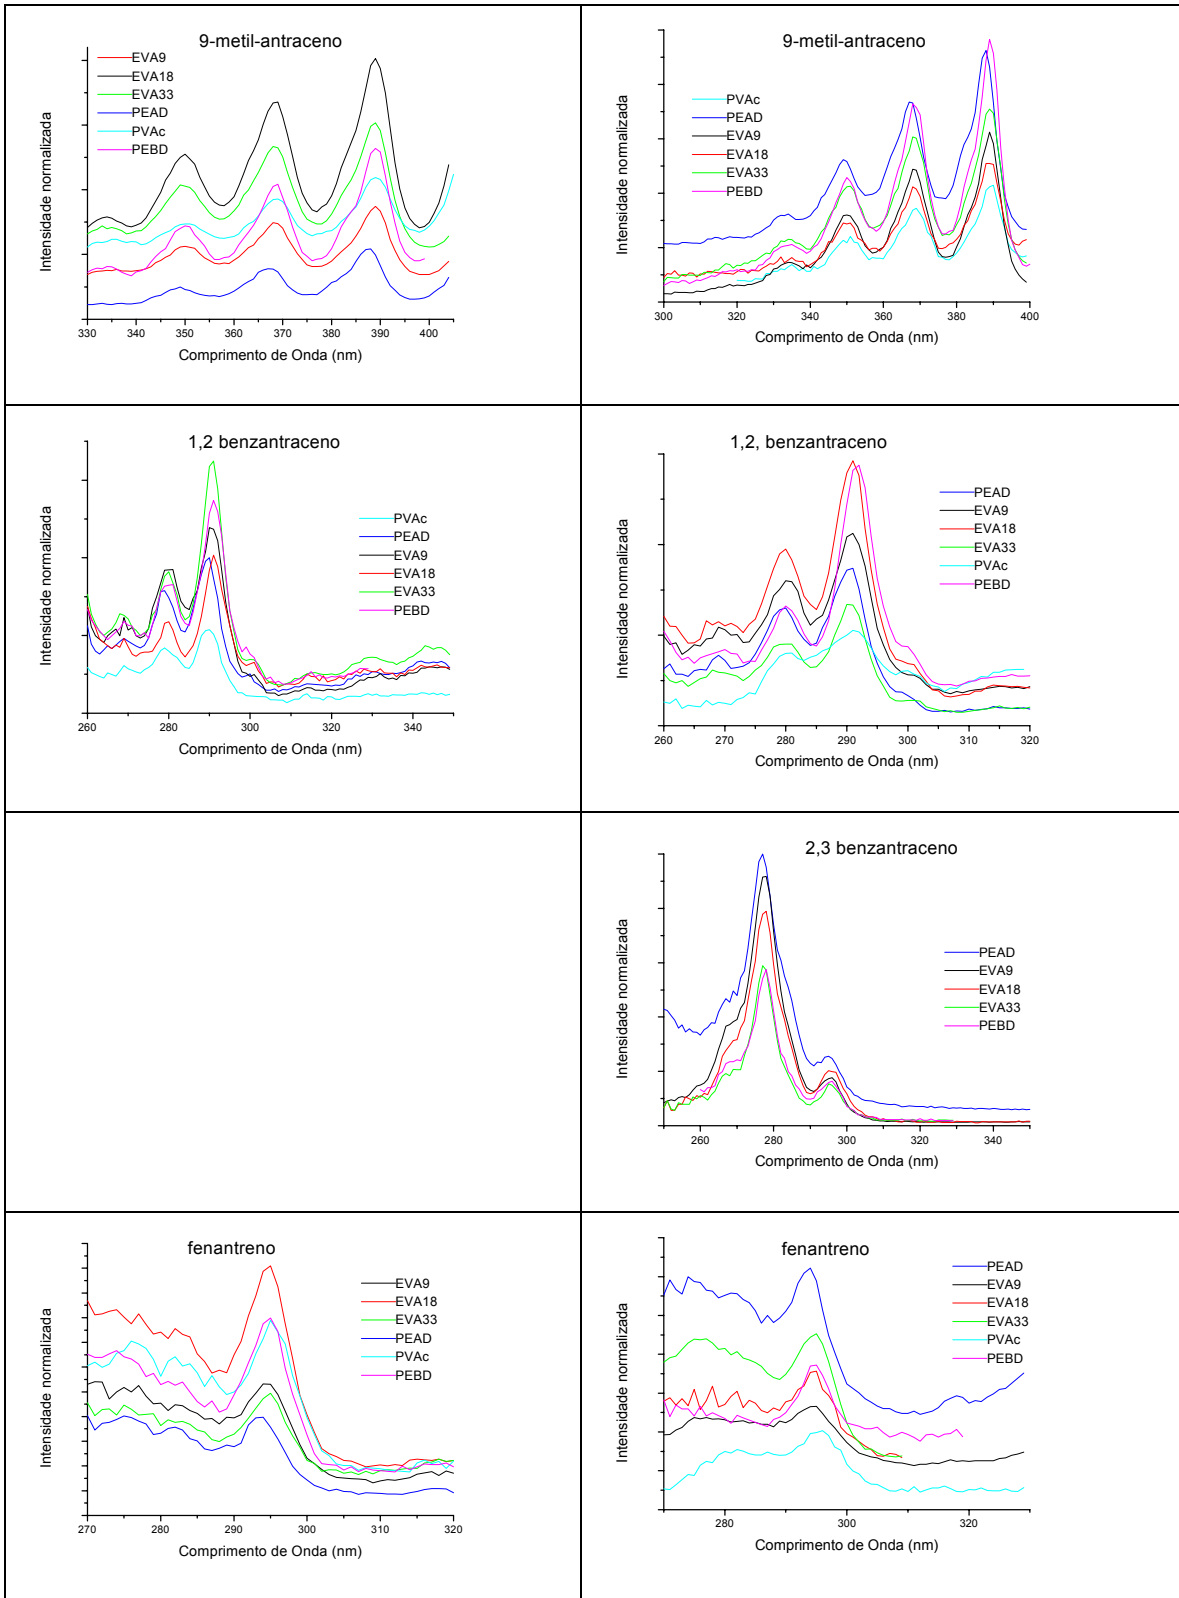 9-metil-antraceno
EVA9
EVA18
EVA33
PEAD
PVAc
PEBD
Intensidade normalizada
330 340 350 360 370 380 390 400
Comprimento de Onda (nm)
9-metil-antraceno
PVAc
PEAD
EVA9
EVA18
EVA33
PEBD
Intensidade normalizada
300 320 340 360 380 400
Comprimento de Onda (nm)
1,2 benzantraceno
PVAc
PEAD
EVA9
EVA18
EVA33
PEBD
Intensidade normalizada
260 280 300 320 340
Comprimento de Onda (nm)
1,2, benzantraceno
PEAD
EVA9
EVA18
EVA33
PVAc
PEBD
Intensidade normalizada
260 270 280 290 300 310 320
Comprimento de Onda (nm)
2,3 benzantraceno
PEAD
EVA9
EVA18
EVA33
PEBD
Intensidade normalizada
260 280 300 320 340
Comprimento de Onda (nm)
fenantreno
EVA9
EVA18
EVA33
PEAD
PVAc
PEBD
Intensidade normalizada
270 280 290 300 310 320
Comprimento de Onda (nm)
fenantreno
PEAD
EVA9
EVA18
EVA33
PVAc
PEBD
Intensidade normalizada
280 300 320
Comprimento de Onda (nm)